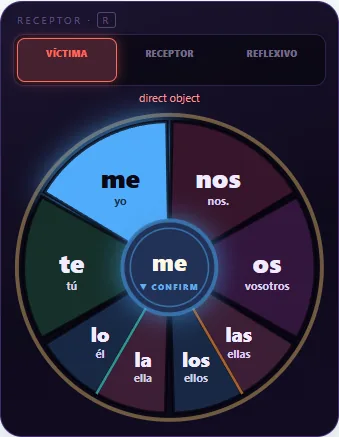 RECEPTOR · R
VÍCTIMA RECEPTOR REFLEXIVO
direct object
me
yo
nos
nos.
te
tú
me
▼ CONFIRM
os
vosotros
lo
él
la
ella
los
ellos
las
ellas